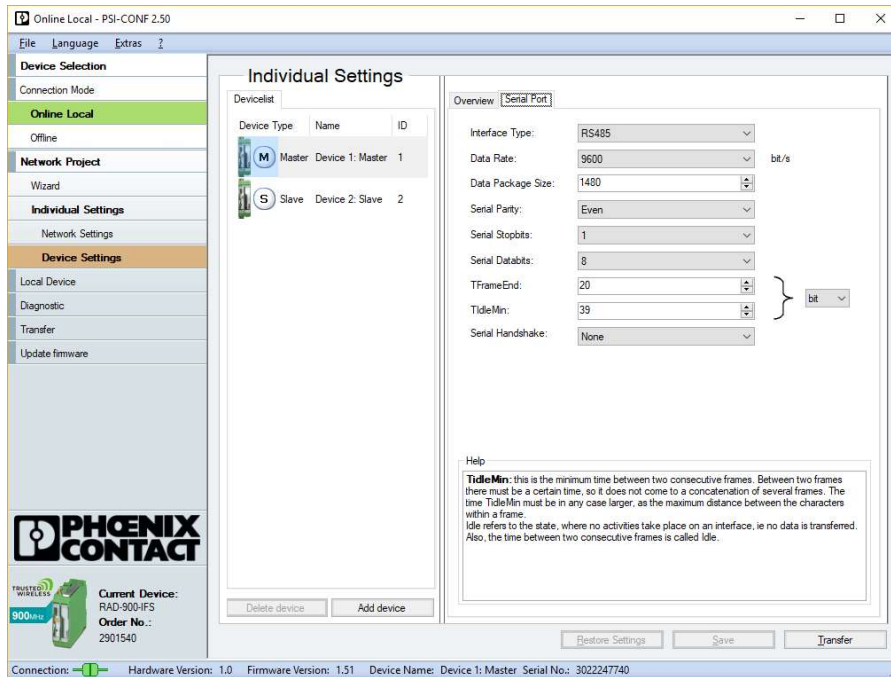 Online Local - PSI-CONF 2.50
File Language Extras ?
Device Selection
Connection Mode
Online Local
Offline
Network Project
Wizard
Individual Settings
Network Settings
Device Settings
Local Device
Diagnostic
Transfer
Update firmware
PHŒNIX
CONTACT
TRUSTED
WIRELESS
900MHz
Current Device:
RAD-900-IFS
Order No.:
2901540
Individual Settings
Devicelist
Device Type Name ID
M Master Device 1: Master 1
S Slave Device 2: Slave 2
Delete device Add device
Overview Serial Port
Interface Type: RS485
Data Rate: 9600 bit/s
Data Package Size: 1480
Serial Parity: Even
Serial Stopbits: 1
Serial Databits: 8
TFrameEnd: 20
TIdleMin: 39
bit
Serial Handshake: None
Help
TidleMin: this is the minimum time between two consecutive frames. Between two frames
there must be a certain time, so it does not come to a concatenation of several frames. The
time TidleMin must be in any case larger, as the maximum distance between the characters
within a frame.
Idle refers to the state, where no activities take place on an interface, ie no data is transferred.
Also, the time between two consecutive frames is called Idle.
Restore Settings Save Transfer
Connection: Hardware Version: 1.0 Firmware Version: 1.51 Device Name: Device 1: Master Serial No.: 3022247740